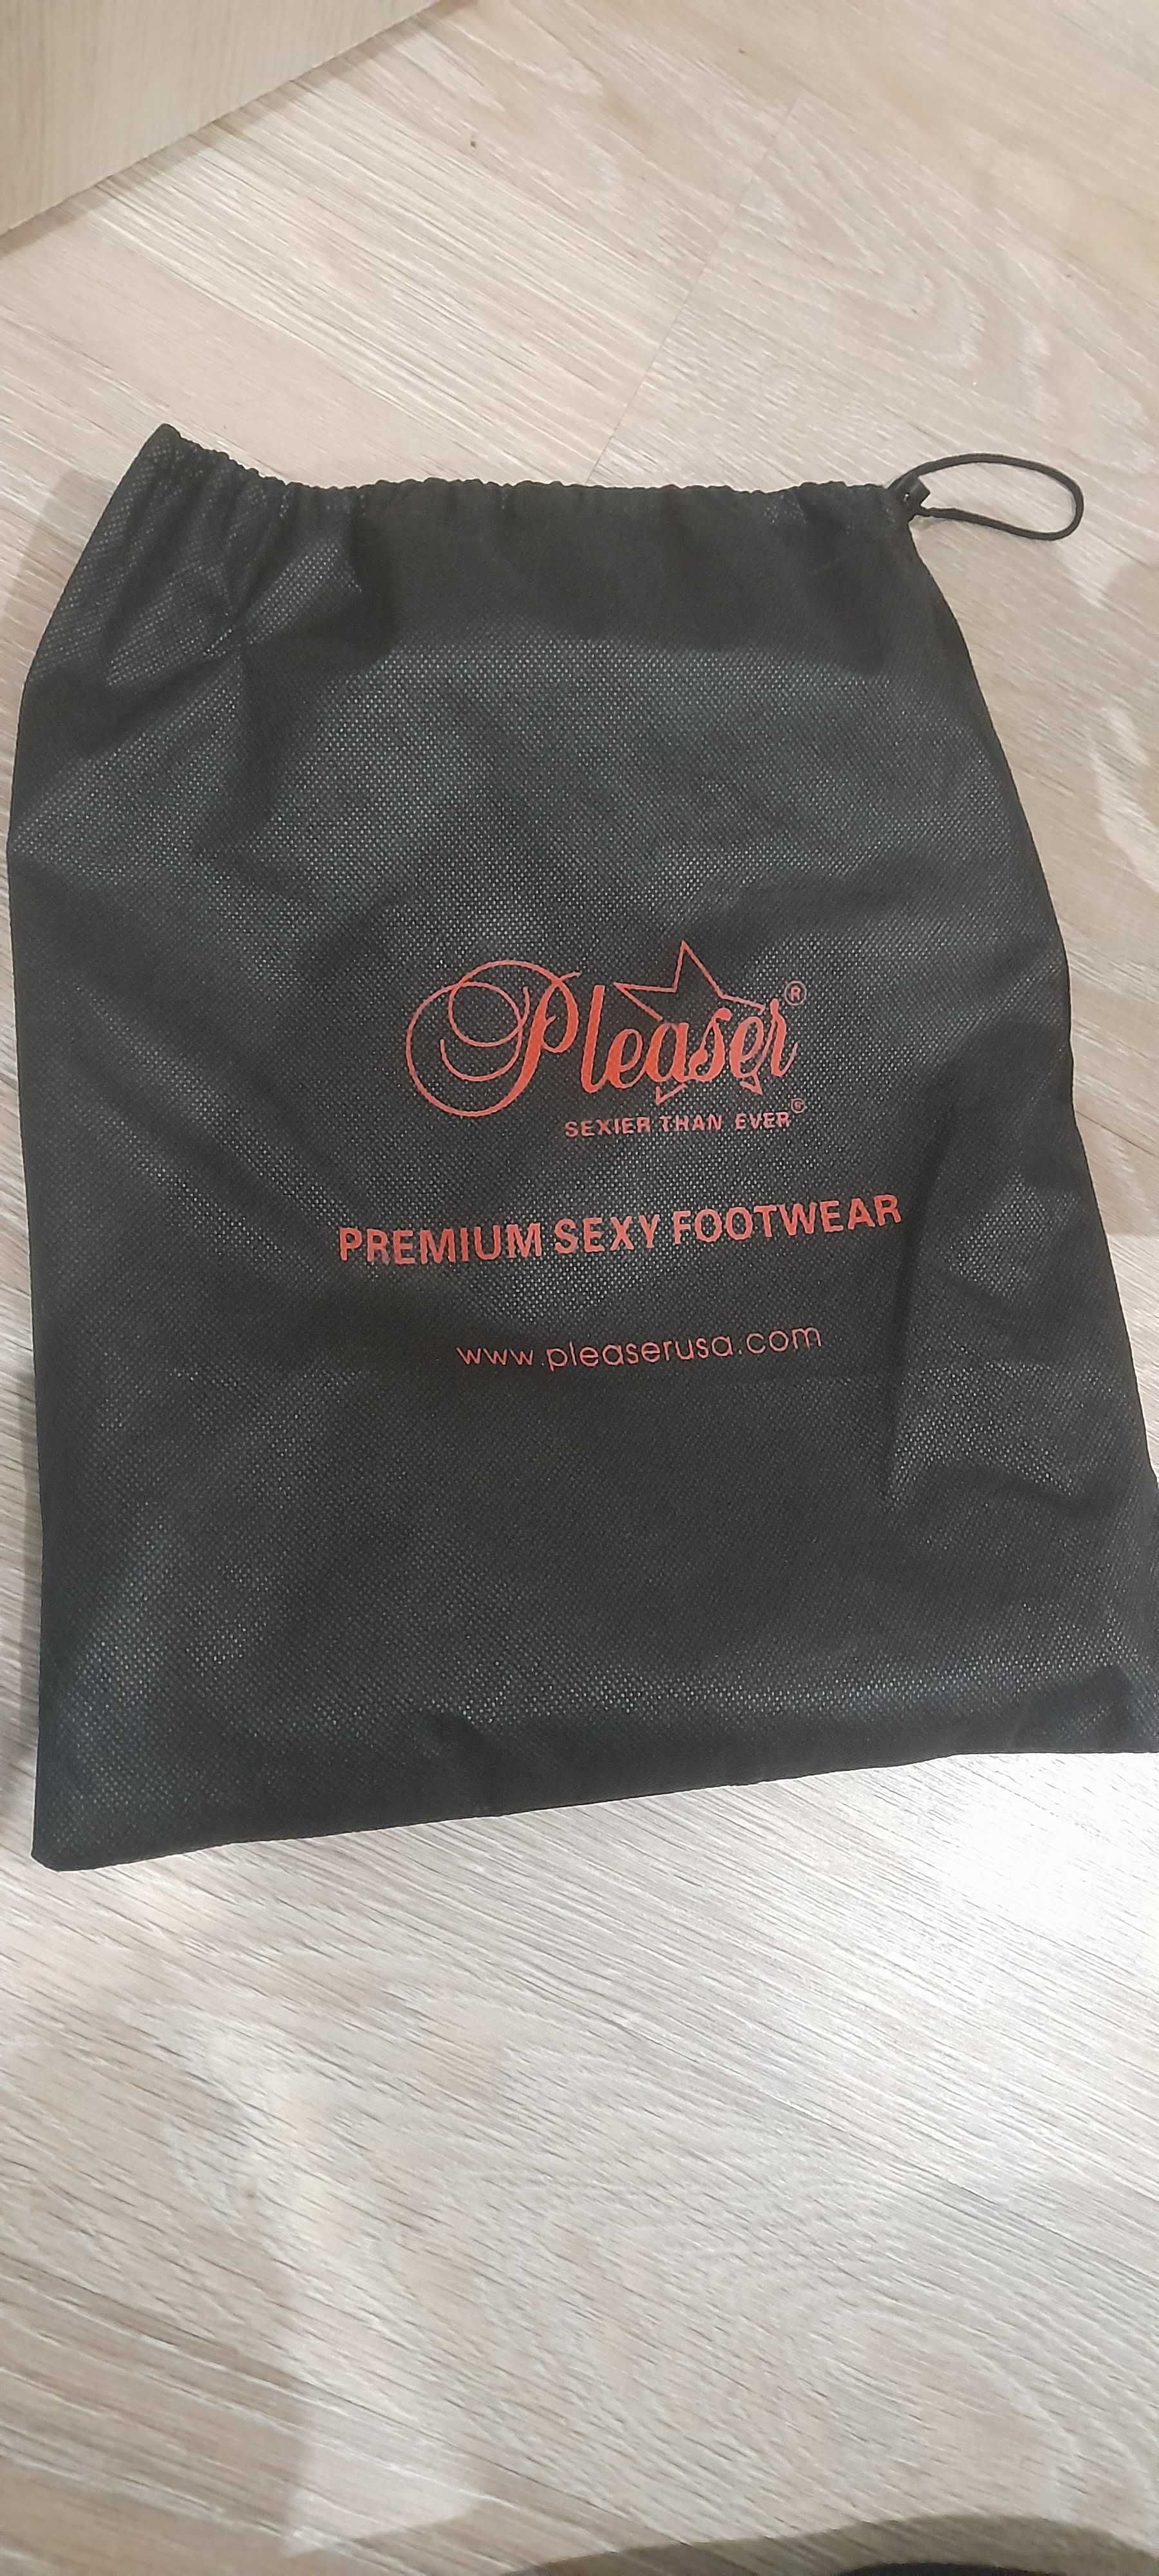 Pleaser®
SEXIER THAN EVER®
PREMIUM SEXY FOOTWEAR
www.pleaserusa.com